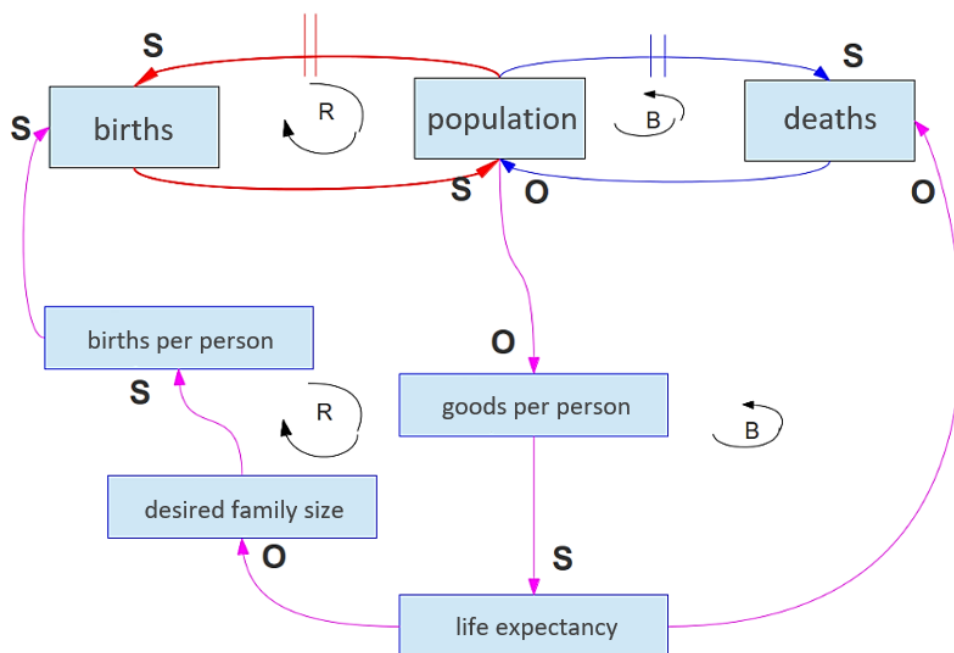 S
S
births
R
population
B
deaths
S
S
O
O
births per person
O
S
R
goods per person
B
desired family size
O
S
life expectancy